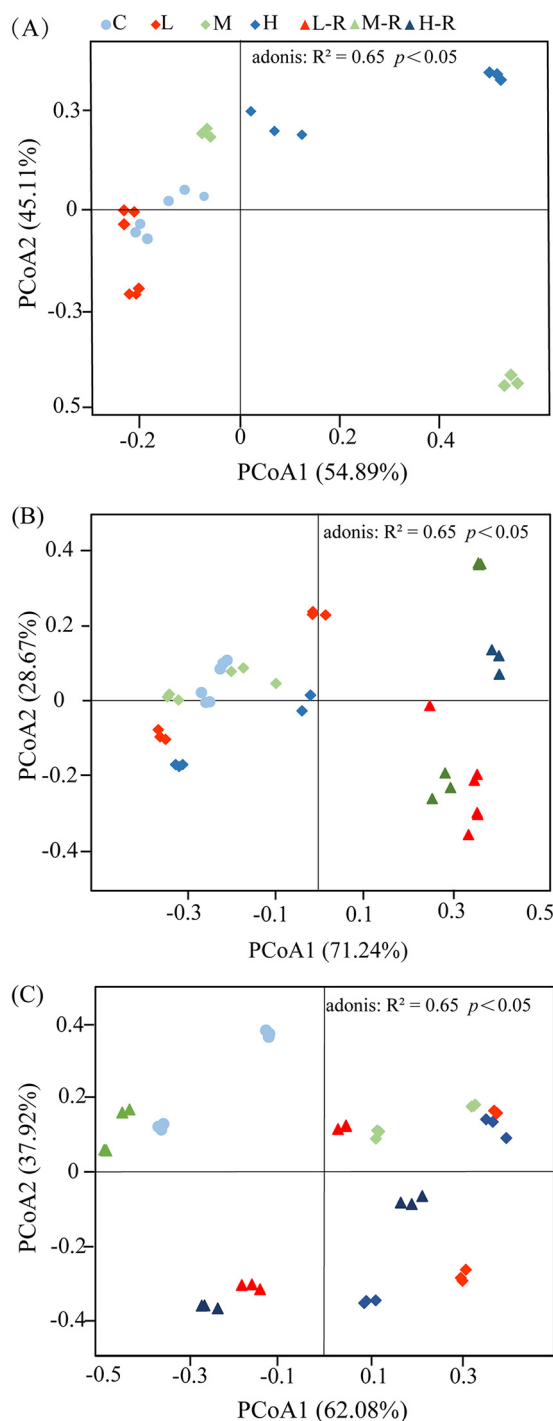 (A) C L M H L-R M-R H-R
adonis: R² = 0.65 p<0.05
0.3
0
-0.3
0.5
PCoA2 (45.11%)
-0.2 0 0.2 0.4
PCoA1 (54.89%)
(B)
adonis: R² = 0.65 p<0.05
0.4
0.2
0
-0.2
-0.4
PCoA2 (28.67%)
-0.3 -0.1 0.1 0.3 0.5
PCoA1 (71.24%)
(C)
adonis: R² = 0.65 p<0.05
0.4
0.2
0
-0.2
-0.4
PCoA2 (37.92%)
-0.5 -0.3 -0.1 0.1 0.3
PCoA1 (62.08%)